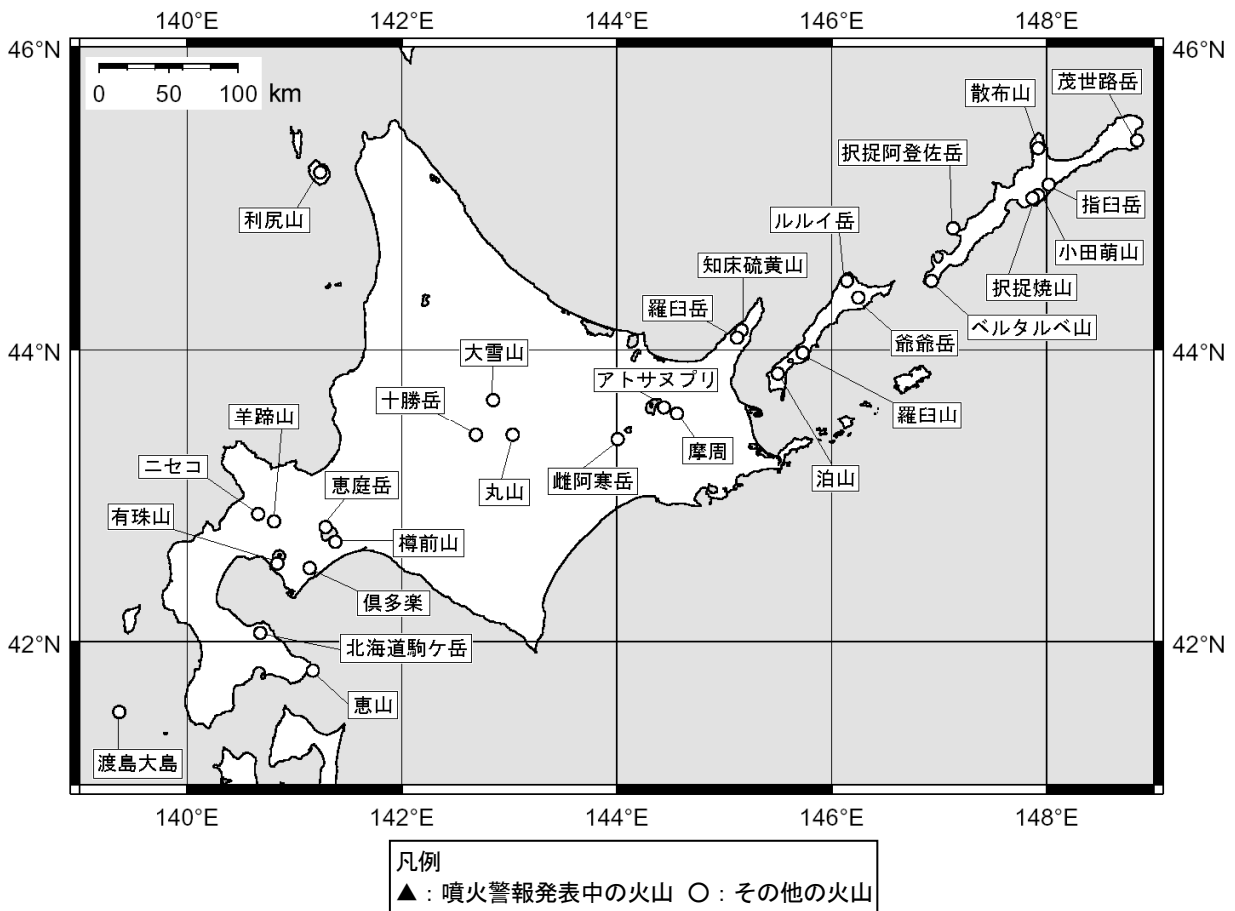 140°E 142°E 144°E 146°E 148°E
46°N 46°N
0 50 100 km
茂世路岳
散布山
択捉阿登佐岳
利尻山
指臼岳
ルルイ岳
小田萌山
知床硫黄山
択捉焼山
羅臼岳
ベルタルベ山
爺爺岳
44°N 44°N
大雪山
アトサヌプリ
十勝岳
羊蹄山
羅臼山
摩周
ニセコ
雌阿寒岳
泊山
恵庭岳
丸山
有珠山
樽前山
倶多楽
42°N 42°N
北海道駒ケ岳
恵山
渡島大島
140°E 142°E 144°E 146°E 148°E
凡例
▲：噴火警報発表中の火山 ○：その他の火山